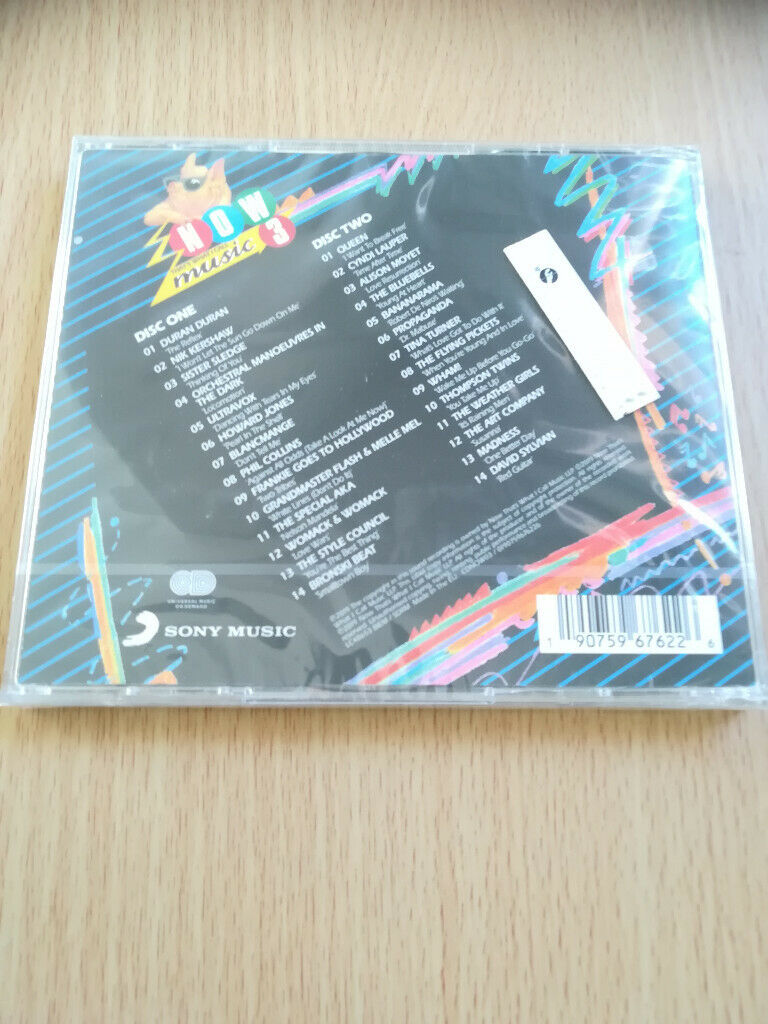 NOW
THAT'S WHAT I CALL
music 3
DISC ONE
01 DURAN DURAN
'The Reflex'
02 NIK KERSHAW
'I Won't Let The Sun Go Down On Me'
03 SISTER SLEDGE
'Thinking Of You'
04 ORCHESTRAL MANOEUVRES IN
THE DARK
'Locomotion'
05 ULTRAVOX
'Dancing With Tears In My Eyes'
06 HOWARD JONES
'Pearl In The Shell'
07 BLANCMANGE
'Don't Tell Me'
08 PHIL COLLINS
'Against All Odds (Take A Look At Me Now)'
09 FRANKIE GOES TO HOLLYWOOD
'Two Tribes'
10 GRANDMASTER FLASH & MELLE MEL
'White Lines (Don't Do It)'
11 THE SPECIAL AKA
'Nelson Mandela'
12 WOMACK & WOMACK
'Love Wars'
13 THE STYLE COUNCIL
'You're The Best Thing'
14 BRONSKI BEAT
'Smalltown Boy'
DISC TWO
01 QUEEN
'I Want To Break Free'
02 CYNDI LAUPER
'Time After Time'
03 ALISON MOYET
'Love Resurrection'
04 THE BLUEBELLS
'Young At Heart'
05 BANANARAMA
'Robert De Niro's Waiting'
06 PROPAGANDA
'Dr. Mabuse'
07 TINA TURNER
'What's Love Got To Do With It'
08 THE FLYING PICKETS
'When You're Young And In Love'
09 WHAM!
'Wake Me Up Before You Go-Go'
10 THOMPSON TWINS
'You Take Me Up'
11 THE WEATHER GIRLS
'It's Raining Men'
12 THE ART COMPANY
'Susanna'
13 MADNESS
'One Better Day'
14 DAVID SYLVIAN
'Red Guitar'
UNIVERSAL MUSIC
ON DEMAND
SONY MUSIC
1 90759 67622 6